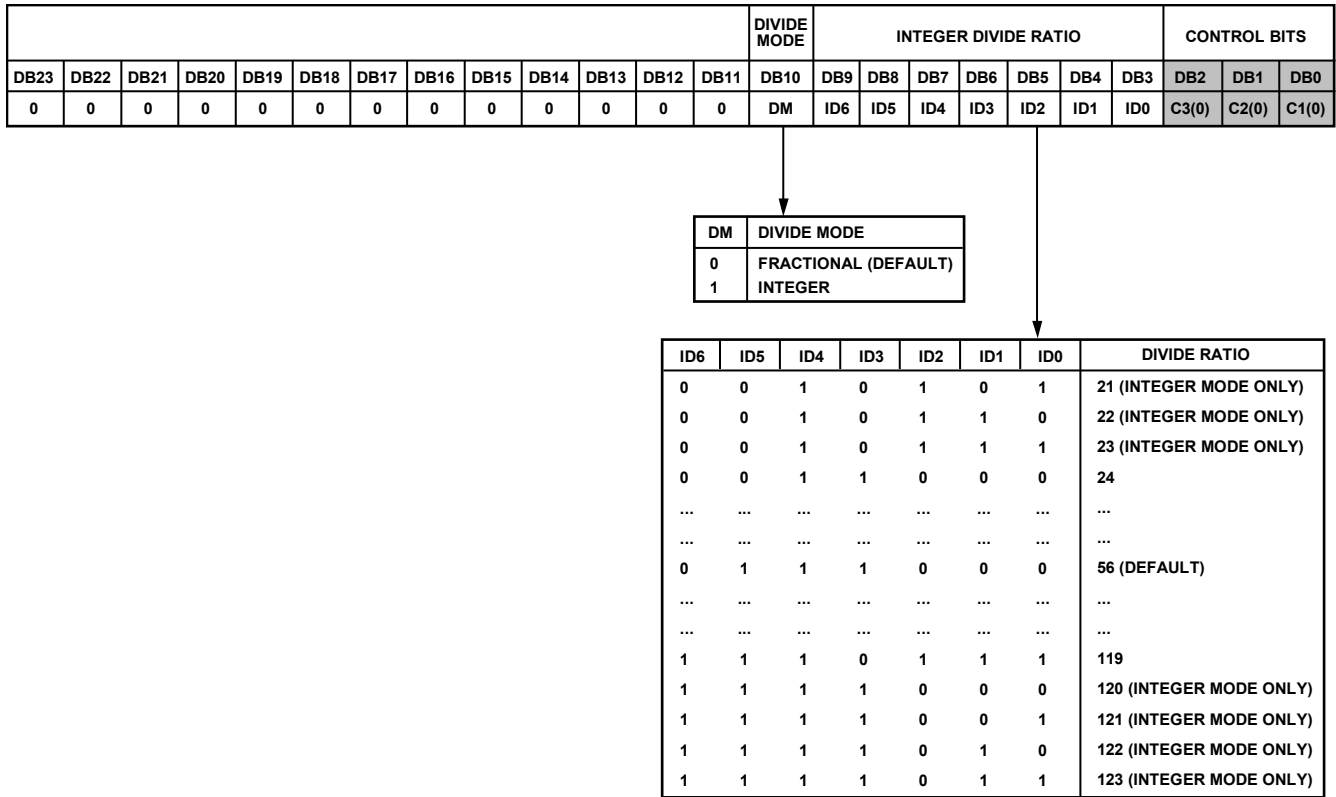 DIVIDE MODE INTEGER DIVIDE RATIO CONTROL BITS
DB23 DB22 DB21 DB20 DB19 DB18 DB17 DB16 DB15 DB14 DB13 DB12 DB11 DB10 DB9 DB8 DB7 DB6 DB5 DB4 DB3 DB2 DB1 DB0
0 0 0 0 0 0 0 0 0 0 0 0 0 DM ID6 ID5 ID4 ID3 ID2 ID1 ID0 C3(0) C2(0) C1(0)
DM DIVIDE MODE
0 FRACTIONAL (DEFAULT)
1 INTEGER
ID6 ID5 ID4 ID3 ID2 ID1 ID0 DIVIDE RATIO
0 0 1 0 1 0 1 21 (INTEGER MODE ONLY)
0 0 1 0 1 1 0 22 (INTEGER MODE ONLY)
0 0 1 0 1 1 1 23 (INTEGER MODE ONLY)
0 0 1 1 0 0 0 24
... ... ... ... ... ... ... ...
... ... ... ... ... ... ... ...
0 1 1 1 0 0 0 56 (DEFAULT)
... ... ... ... ... ... ... ...
... ... ... ... ... ... ... ...
1 1 1 0 1 1 1 119
1 1 1 1 0 0 0 120 (INTEGER MODE ONLY)
1 1 1 1 0 0 1 121 (INTEGER MODE ONLY)
1 1 1 1 0 1 0 122 (INTEGER MODE ONLY)
1 1 1 1 0 1 1 123 (INTEGER MODE ONLY)